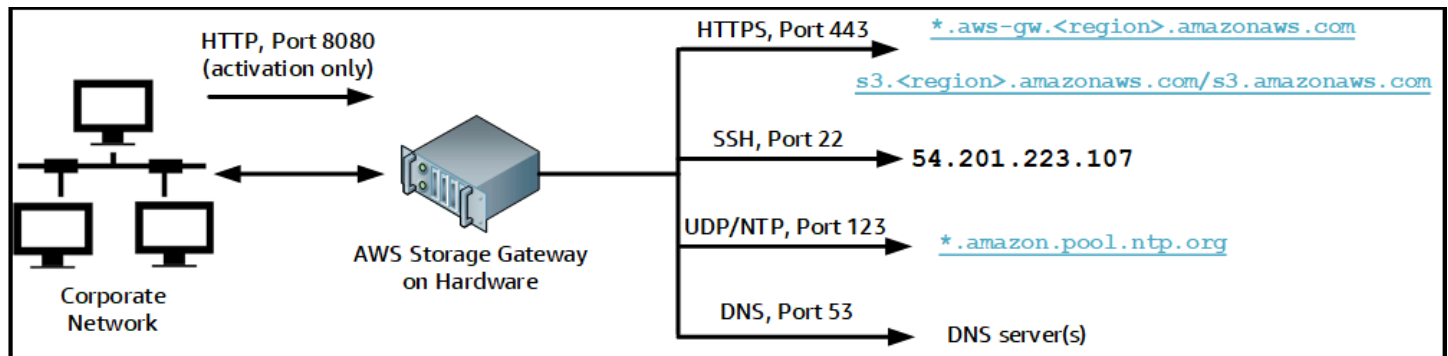 HTTP, Port 8080
(activation only)
Corporate
Network
AWS Storage Gateway
on Hardware
HTTPS, Port 443
*.aws-gw.<region>.amazonaws.com
s3.<region>.amazonaws.com/s3.amazonaws.com
SSH, Port 22
54.201.223.107
UDP/NTP, Port 123
*.amazon.pool.ntp.org
DNS, Port 53
DNS server(s)